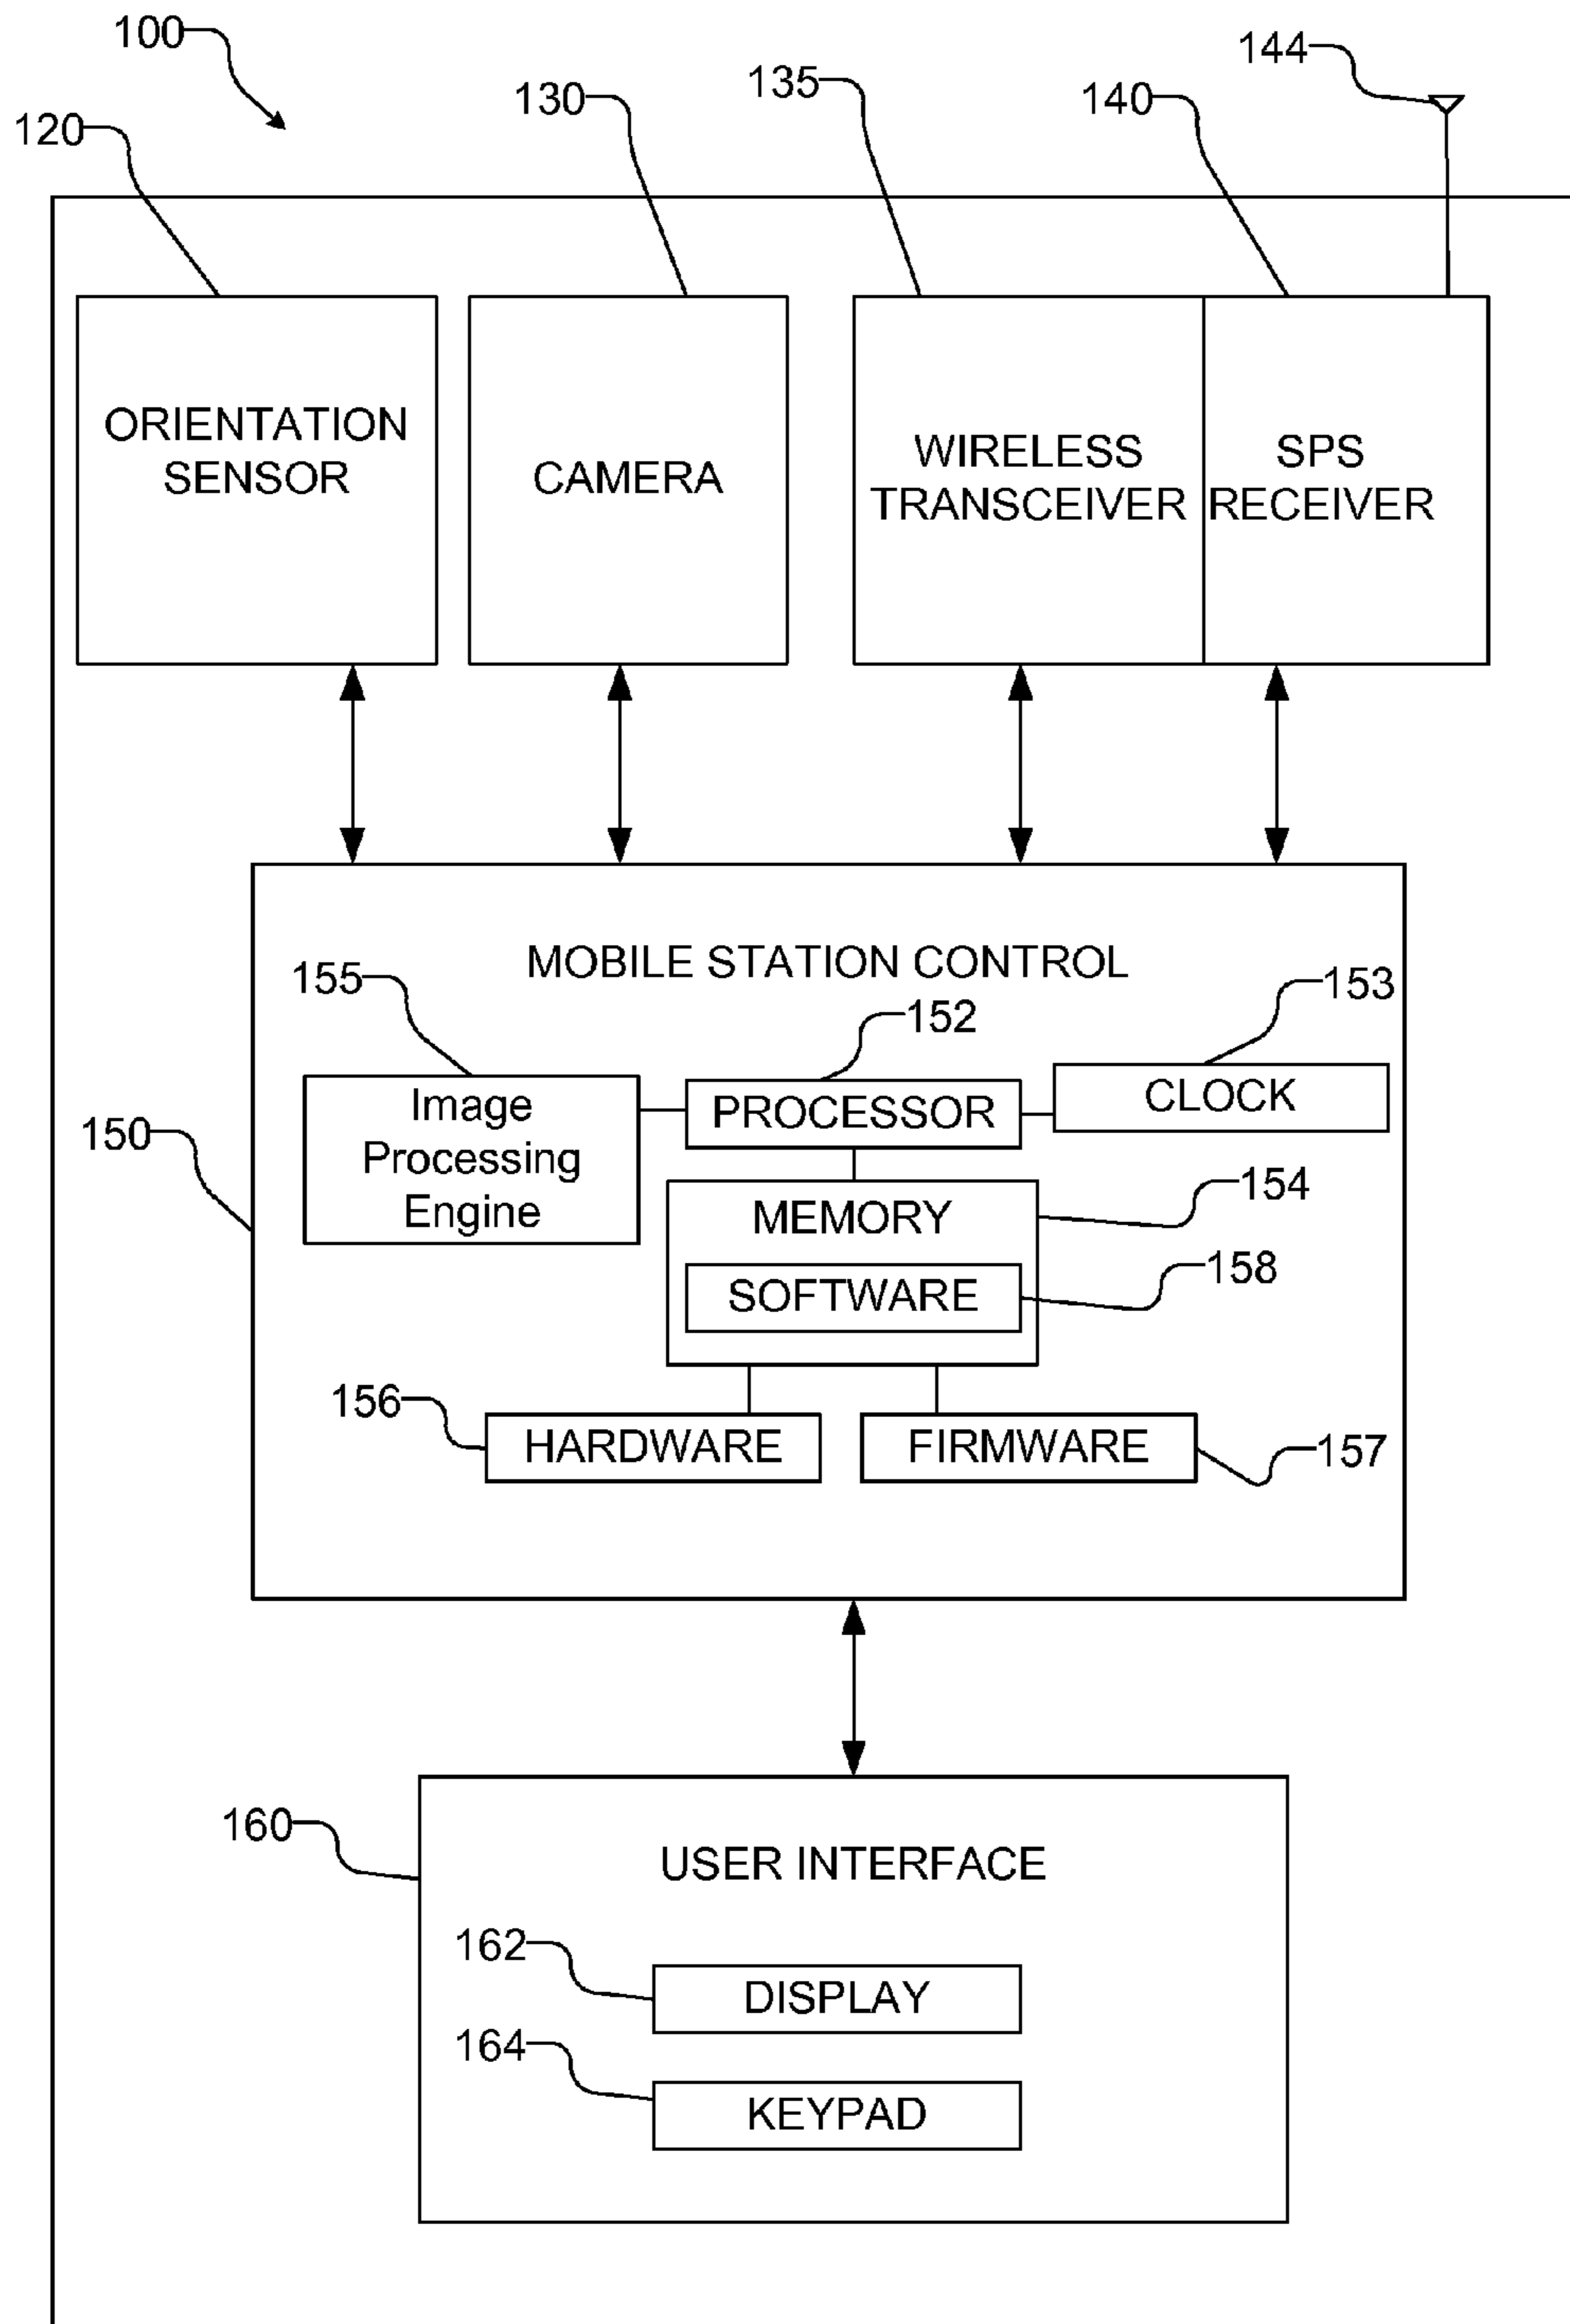 100
144
135
130
140
120
ORIENTATION
SENSOR
CAMERA
WIRELESS
TRANSCEIVER
SPS
RECEIVER
MOBILE STATION CONTROL
155
153
152
Image
Processing
Engine
PROCESSOR
CLOCK
150
154
MEMORY
158
SOFTWARE
156
HARDWARE
FIRMWARE
157
160
USER INTERFACE
162
DISPLAY
164
KEYPAD